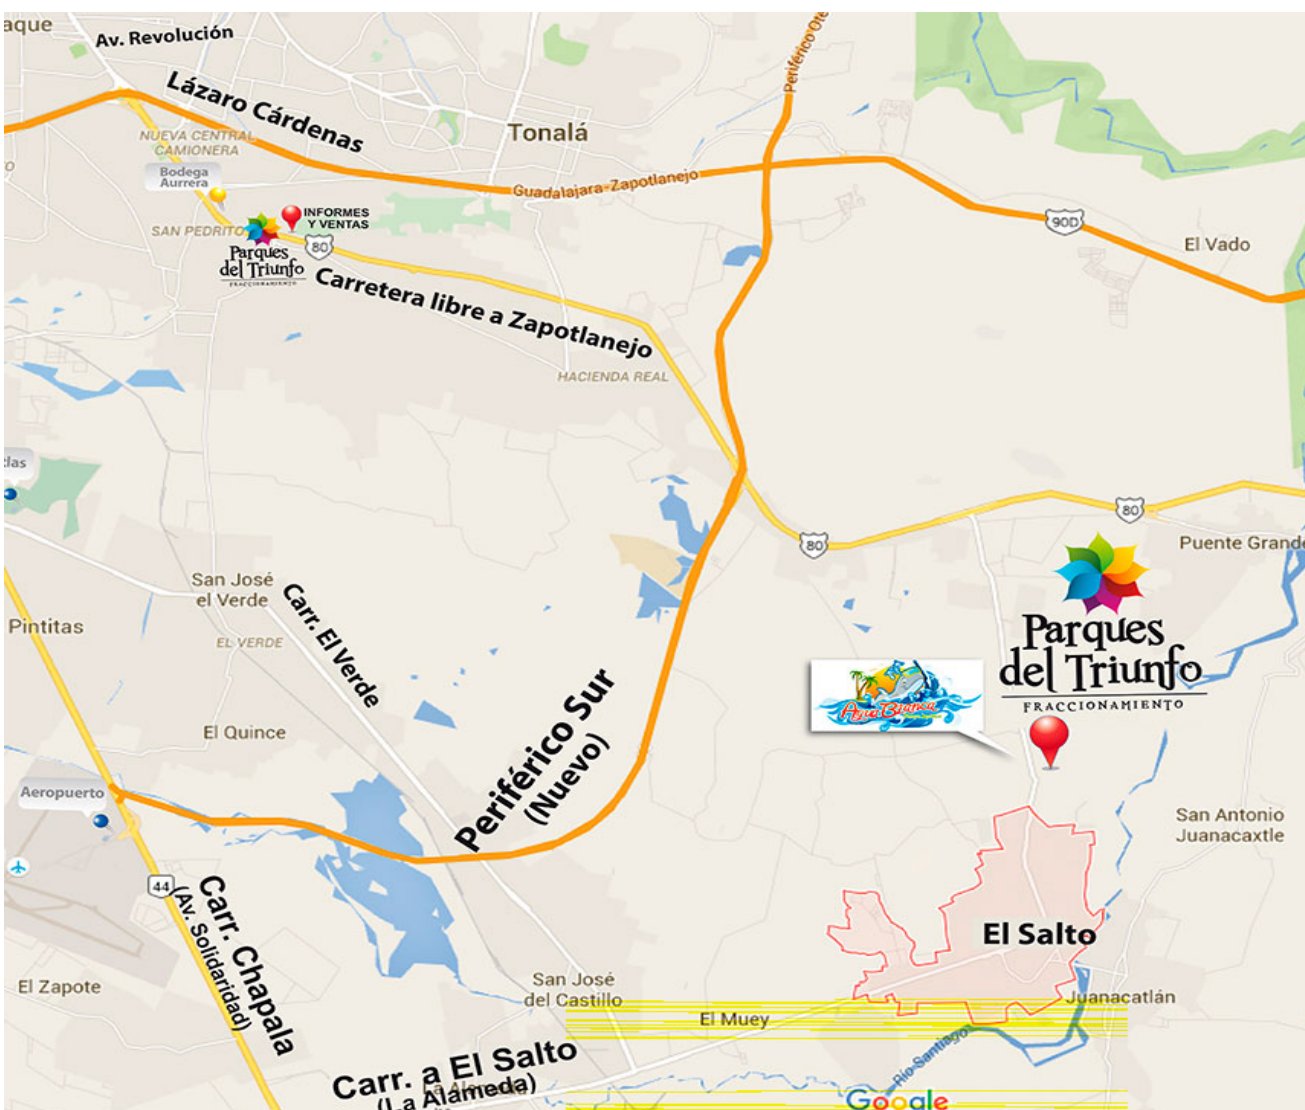 aque
Av. Revolución
Lázaro Cárdenas
NUEVA CENTRAL
CAMIONERA
Bodega
Aurrera
Tonalá
Guadalajara-Zapotlanejo
Periférico Ote
90D
El Vado
INFORMES
Y VENTAS
SAN PEDRITO
80
Parques
del Triunfo
FRACCIONAMIENTO
Carretera libre a Zapotlanejo
HACIENDA REAL
80
80
Puente Grande
San José
el Verde
Carr. El Verde
Pintitas
EL VERDE
El Quince
Periférico Sur
(Nuevo)
Agua Blanca
Parques
del Triunfo
FRACCIONAMIENTO
Aeropuerto
San Antonio
Juanacaxtle
44
Carr. Chapala
(Av. Solidaridad)
El Salto
El Zapote
San José
del Castillo
El Muey
Juanacatlán
Rio Santiago
Carr. a El Salto
(La Alameda)
Google